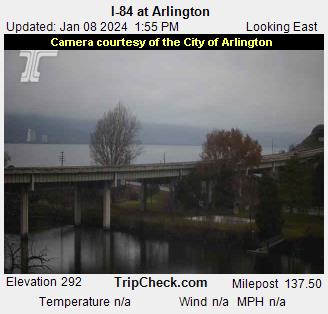 I-84 at Arlington
Updated: Jan 08 2024 1:55 PM Looking East
Camera courtesy of the City of Arlington
Elevation 292 TripCheck.com Milepost 137.50
Temperature n/a Wind n/a MPH n/a